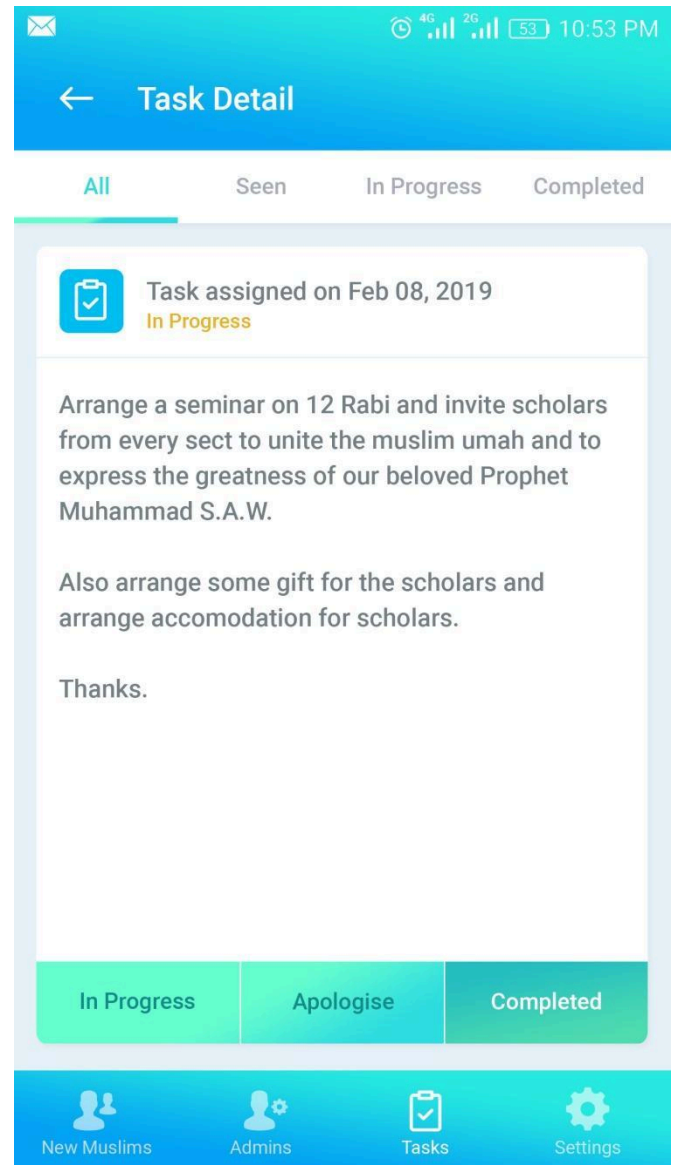 4G 2G 53 10:53 PM
Task Detail
All Seen In Progress Completed
Task assigned on Feb 08, 2019
In Progress
Arrange a seminar on 12 Rabi and invite scholars
from every sect to unite the muslim umah and to
express the greatness of our beloved Prophet
Muhammad S.A.W.
Also arrange some gift for the scholars and
arrange accomodation for scholars.
Thanks.
In Progress Apologise Completed
New Muslims Admins Tasks Settings